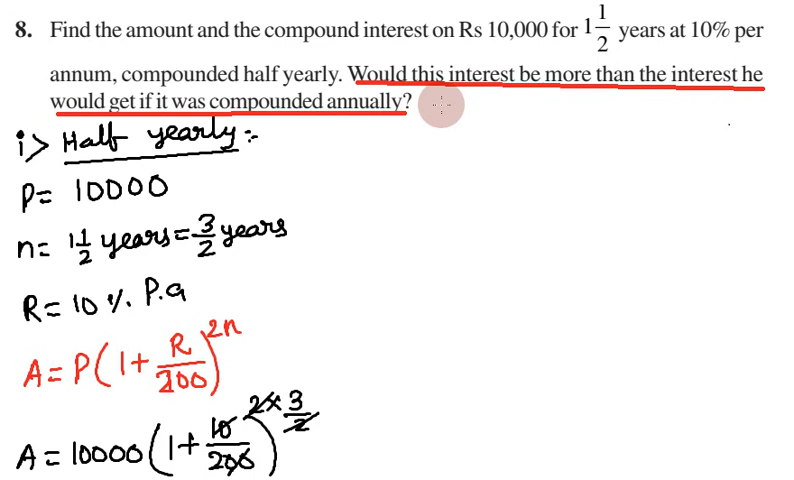 8. Find the amount and the compound interest on Rs 10,000 for 1 1/2 years at 10% per
annum, compounded half yearly. Would this interest be more than the interest he
would get if it was compounded annually?
i> Half yearly :-
P= 10000
n= 1 1/2 years = 3/2 years
R= 10 %. P.a
A = P(1 + R/200)^2n
A = 10000(1 + 10/200)^2×3/2